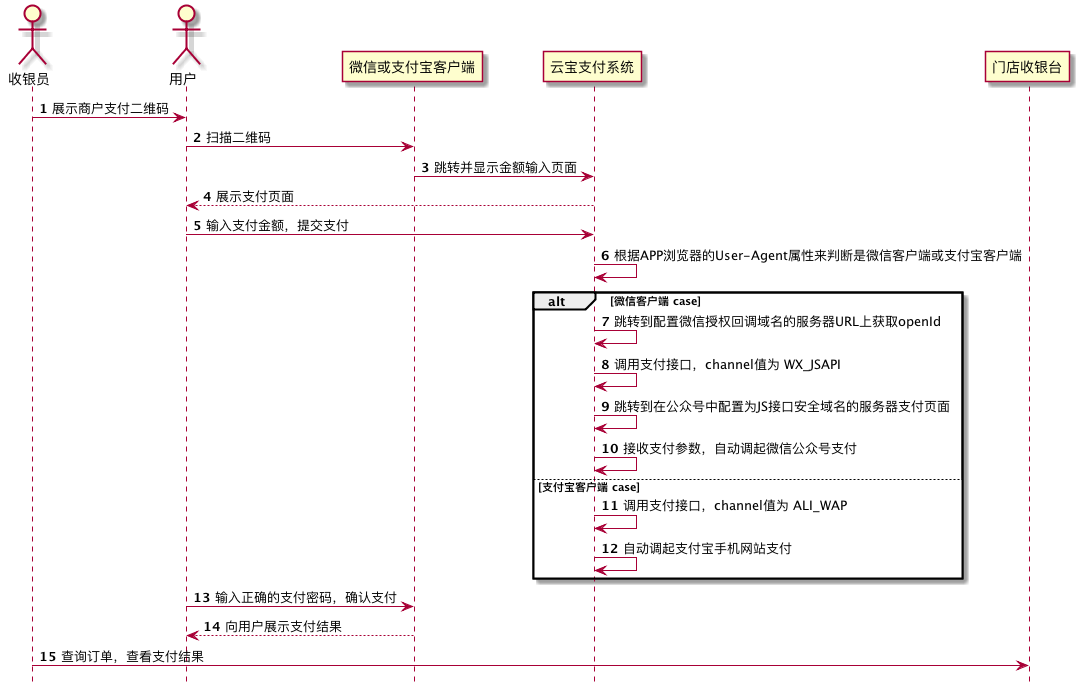 收银员
用户
微信或支付宝客户端
云宝支付系统
门店收银台
1 展示商户支付二维码
2 扫描二维码
3 跳转并显示金额输入页面
4 展示支付页面
5 输入支付金额，提交支付
6 根据APP浏览器的User-Agent属性来判断是微信客户端或支付宝客户端
alt [微信客户端 case]
7 跳转到配置微信授权回调域名的服务器URL上获取openId
8 调用支付接口，channel值为 WX_JSAPI
9 跳转到在公众号中配置为JS接口安全域名的服务器支付页面
10 接收支付参数，自动调起微信公众号支付
[支付宝客户端 case]
11 调用支付接口，channel值为 ALI_WAP
12 自动调起支付宝手机网站支付
13 输入正确的支付密码，确认支付
14 向用户展示支付结果
15 查询订单，查看支付结果